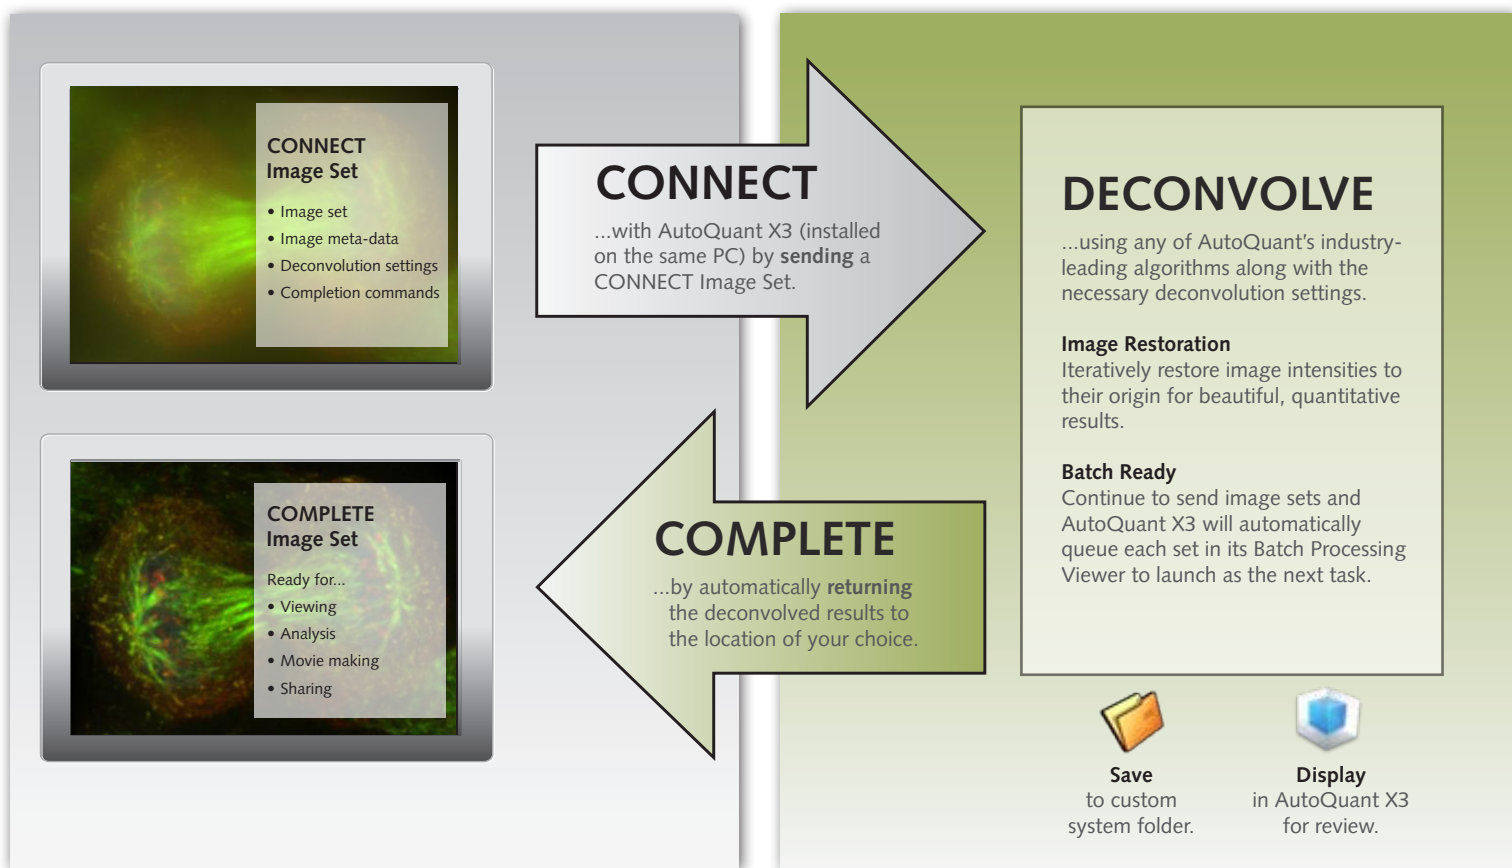 CONNECT
Image Set
• Image set
• Image meta-data
• Deconvolution settings
• Completion commands
CONNECT
...with AutoQuant X3 (installed
on the same PC) by sending a
CONNECT Image Set.
DECONVOLVE
...using any of AutoQuant's industry-
leading algorithms along with the
necessary deconvolution settings.
Image Restoration
Iteratively restore image intensities to
their origin for beautiful, quantitative
results.
Batch Ready
Continue to send image sets and
AutoQuant X3 will automatically
queue each set in its Batch Processing
Viewer to launch as the next task.
COMPLETE
...by automatically returning
the deconvolved results to
the location of your choice.
COMPLETE
Image Set
Ready for...
• Viewing
• Analysis
• Movie making
• Sharing
Save
to custom
system folder.
Display
in AutoQuant X3
for review.